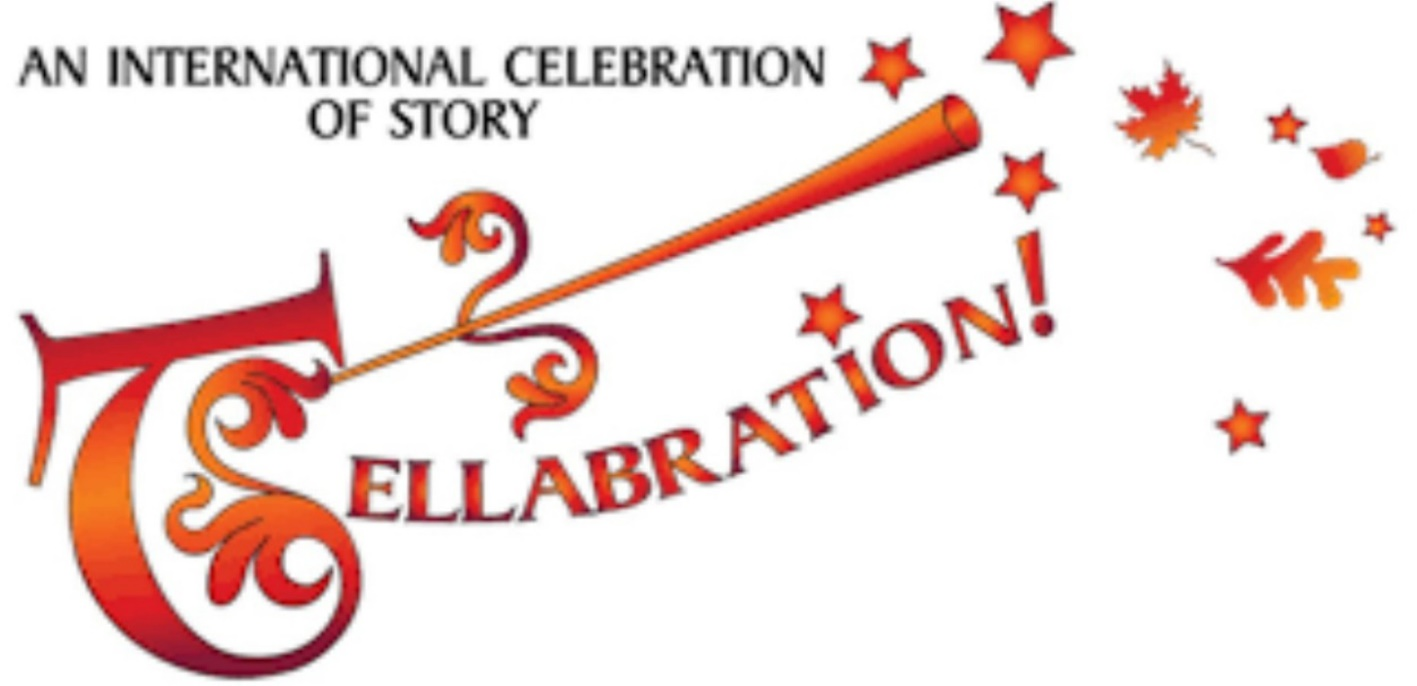 AN INTERNATIONAL CELEBRATION
OF STORY
TELLABRATION!